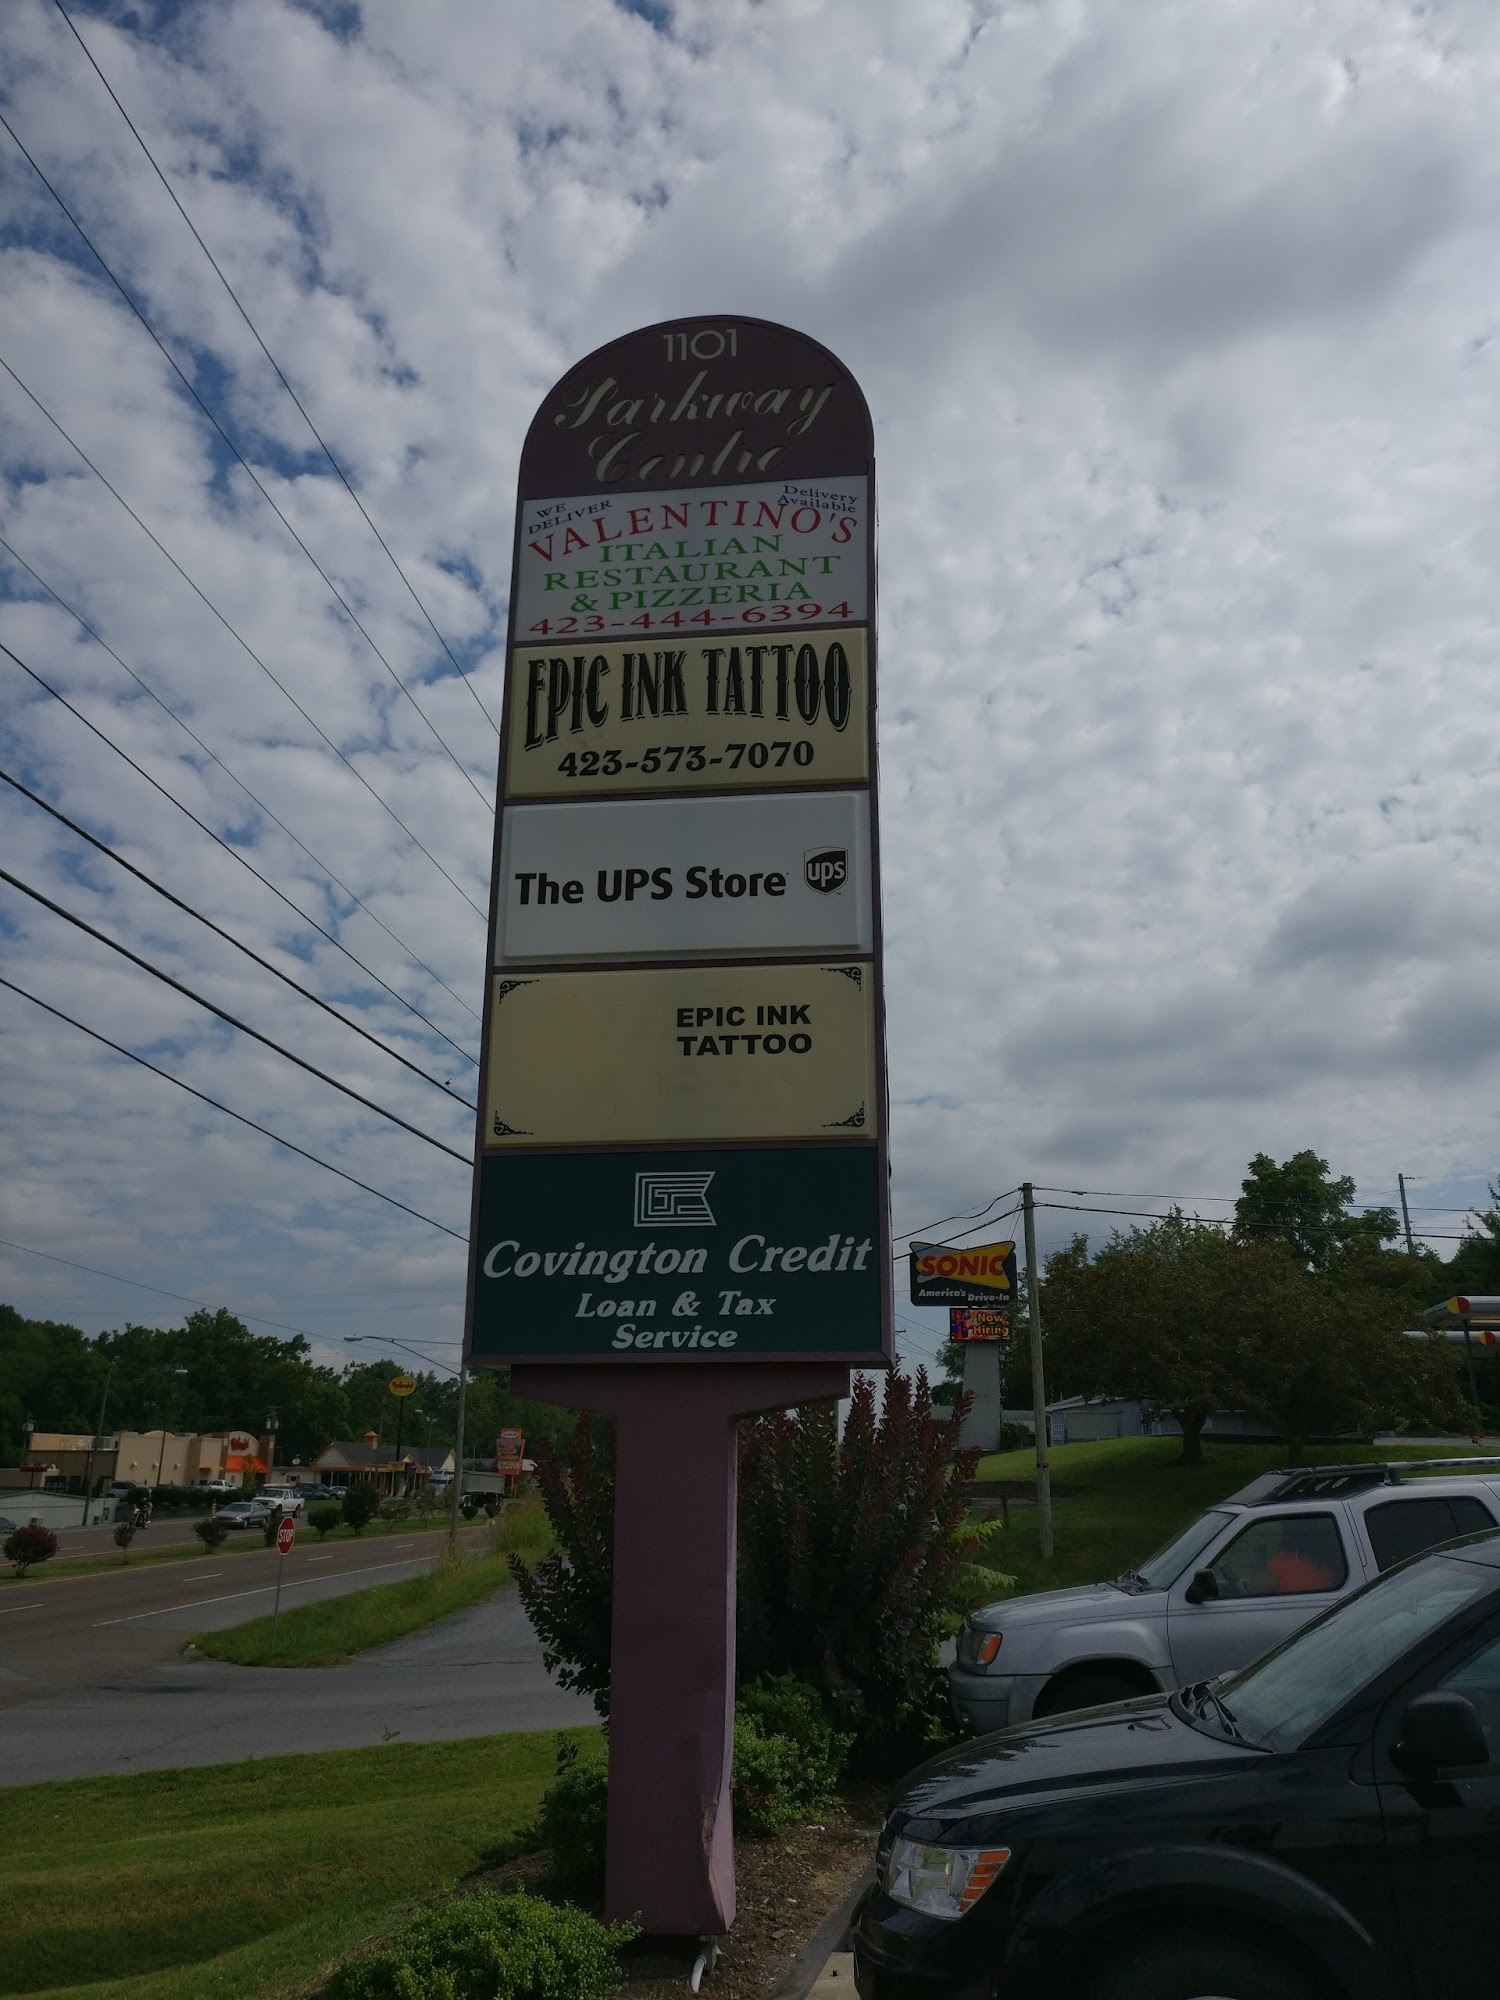 1101
Parkway
Centre
WE
DELIVER
Delivery
Available
VALENTINO'S
ITALIAN
RESTAURANT
& PIZZERIA
423-444-6394
EPIC INK TATTOO
423-573-7070
The UPS Store
ups
EPIC INK
TATTOO
Covington Credit
Loan & Tax
Service
SONIC
America's Drive-In
Now
Hiring
STOP